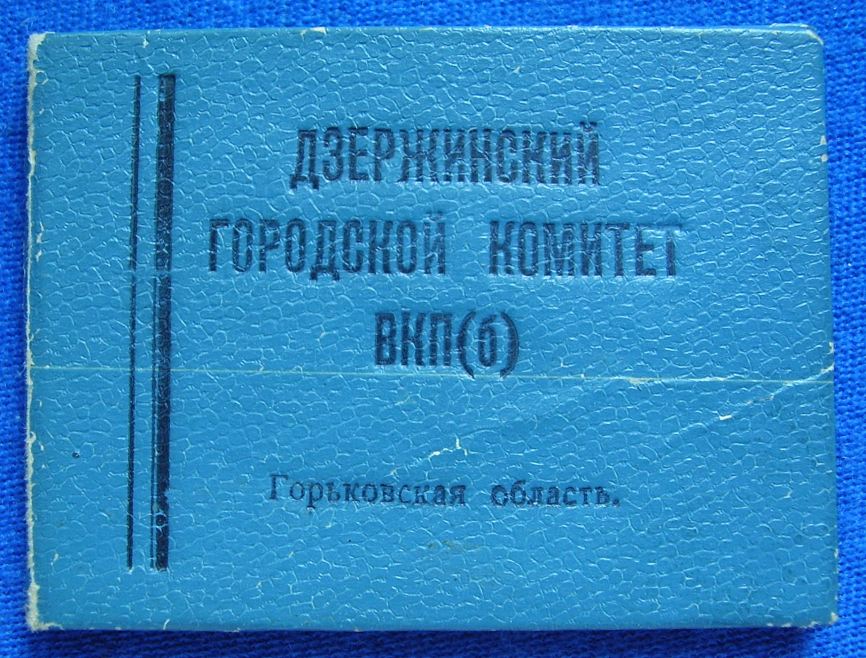 ДЗЕРЖИНСКИЙ
ГОРОДСКОЙ КОМИТЕТ
ВКП(б)
Горьковская область.